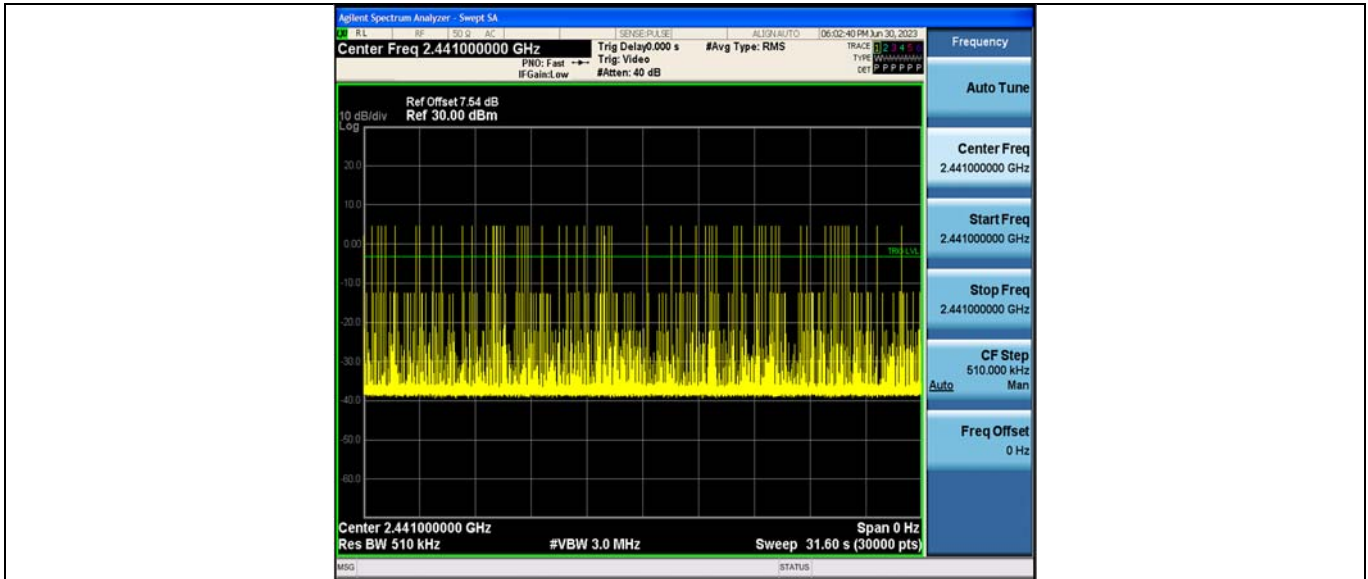 Agilent Spectrum Analyzer - Swept SA
RL RF 50 Ω AC SENSE:PULSE ALIGN AUTO 06:02:40 PM Jun 30, 2023
Center Freq 2.441000000 GHz
Trig Delay0.000 s #Avg Type: RMS
TRACE 1 2 3 4 5 6
PNO: Fast Trig: Video
TYPE
IFGain:Low #Atten: 40 dB
DET P P P P P P
Ref Offset 7.54 dB
10 dB/div Ref 30.00 dBm
Log
20.0
10.0
0.00
TRIG LVL
-10.0
-20.0
-30.0
-40.0
-50.0
-60.0
Center 2.441000000 GHz Span 0 Hz
Res BW 510 kHz #VBW 3.0 MHz Sweep 31.60 s (30000 pts)
MSG STATUS
Frequency
Auto Tune
Center Freq
2.441000000 GHz
Start Freq
2.441000000 GHz
Stop Freq
2.441000000 GHz
CF Step
510.000 kHz
Auto Man
Freq Offset
0 Hz